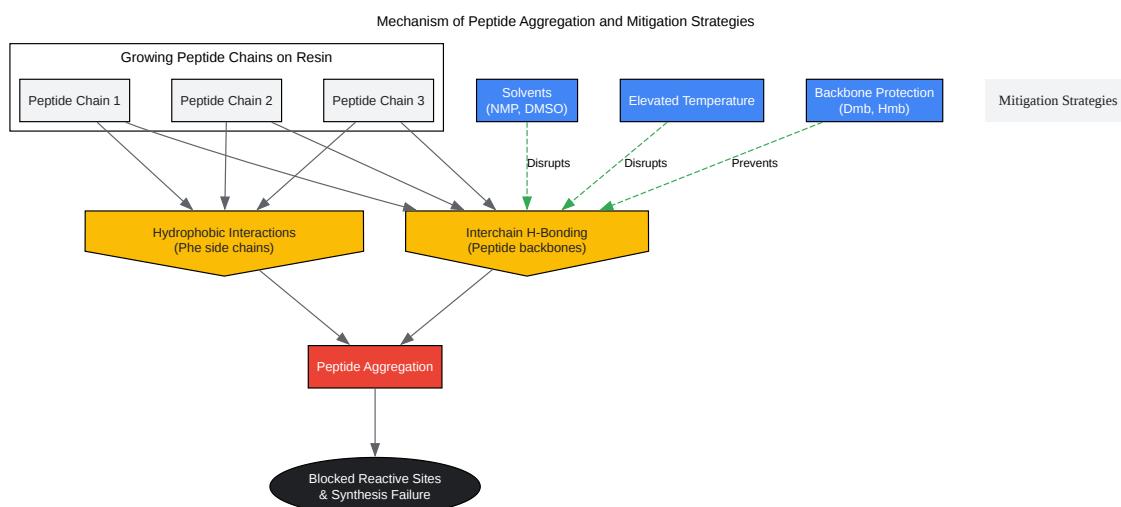 Mechanism of Peptide Aggregation and Mitigation Strategies
Growing Peptide Chains on Resin
Peptide Chain 1
Peptide Chain 2
Peptide Chain 3
Solvents
(NMP, DMSO)
Elevated Temperature
Backbone Protection
(Dmb, Hmb)
Mitigation Strategies
Disrupts
Disrupts
Prevents
Hydrophobic Interactions
(Phe side chains)
Interchain H-Bonding
(Peptide backbones)
Peptide Aggregation
Blocked Reactive Sites
& Synthesis Failure